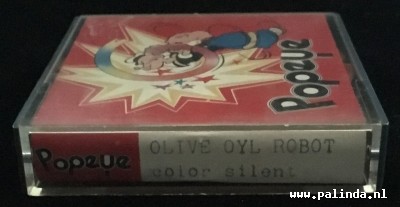 Popeye
Popeye
OLIVE OYL ROBOT
color silent
www.palinda.nl